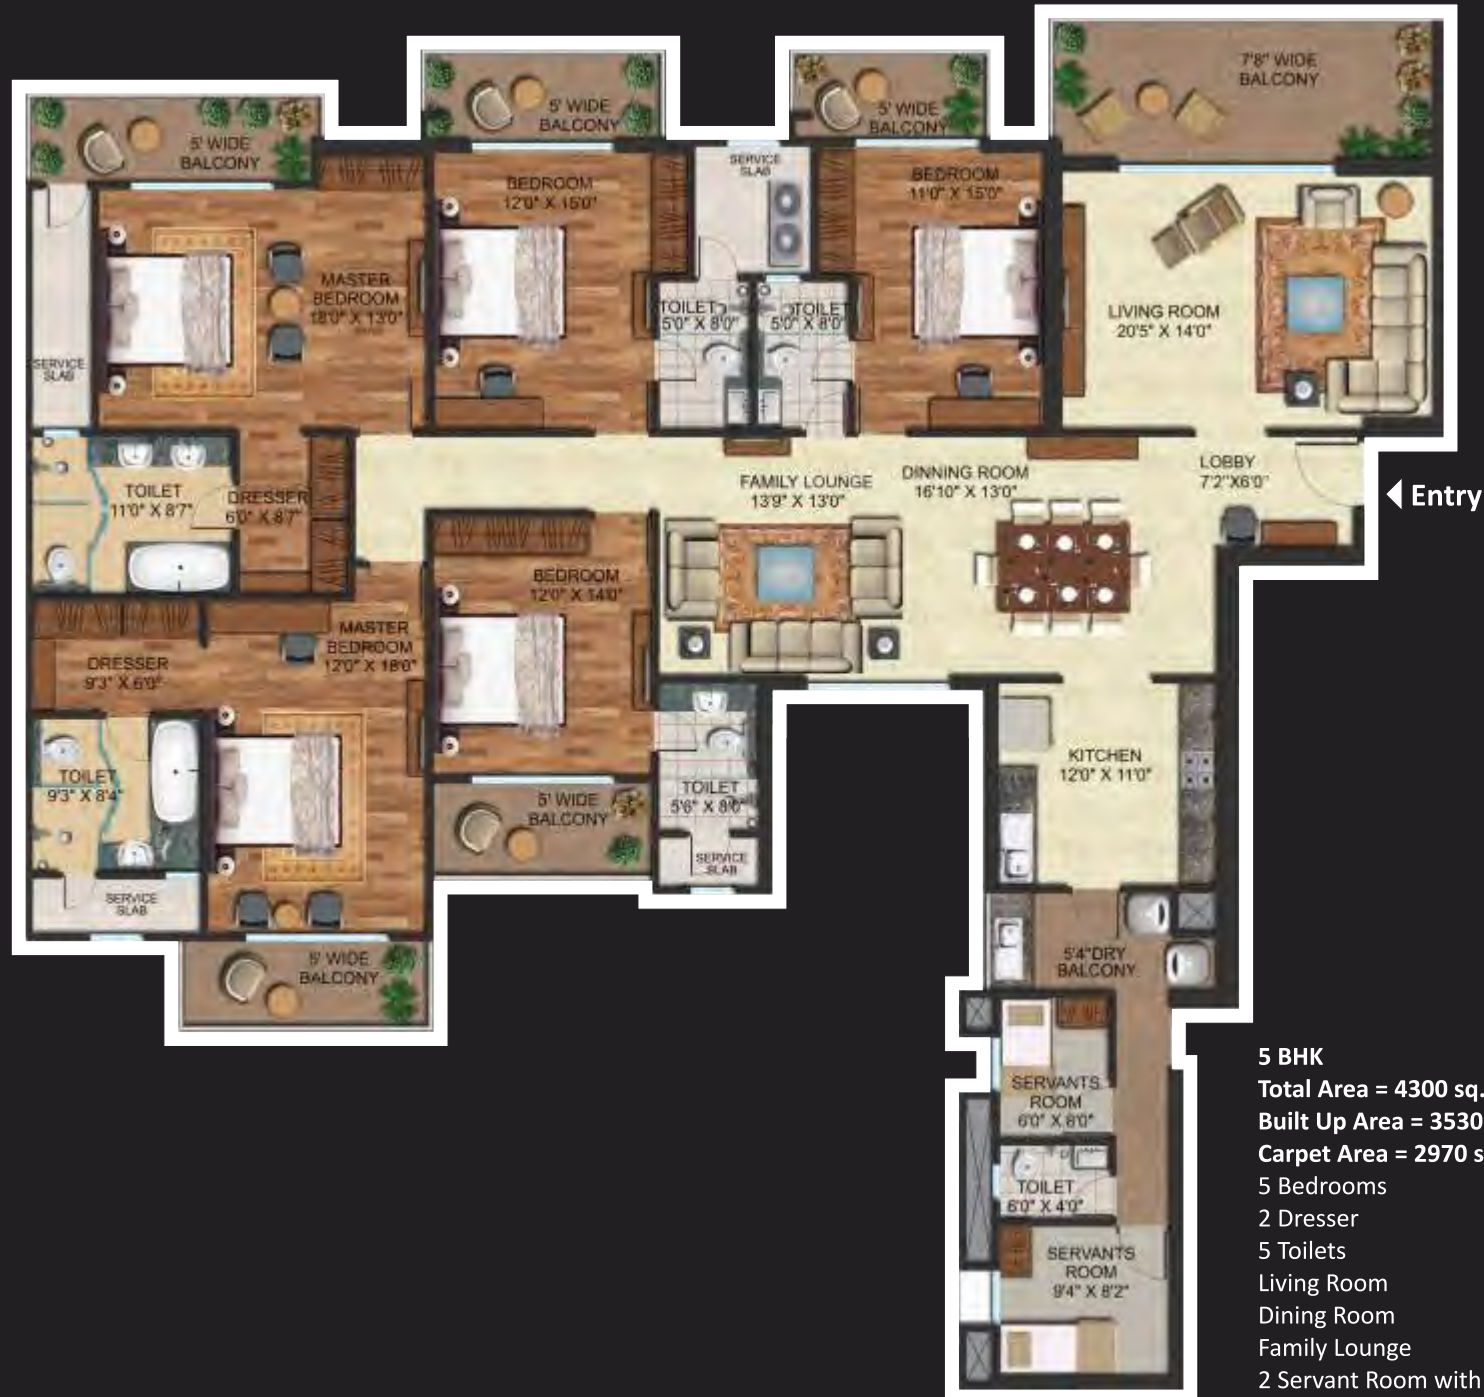 7'8" WIDE
BALCONY
5' WIDE
BALCONY
5' WIDE
BALCONY
5' WIDE
BALCONY
SERVICE
SLAB
BEDROOM
12'0" X 15'0"
BEDROOM
11'0" X 15'0"
MASTER
BEDROOM
18'0" X 13'0"
TOILET
5'0" X 8'0"
TOILET
5'0" X 8'0"
LIVING ROOM
20'5" X 14'0"
SERVICE
SLAB
TOILET
11'0" X 8'7"
DRESSER
6'0" X 8'7"
FAMILY LOUNGE
13'9" X 13'0"
DINNING ROOM
16'10" X 13'0"
LOBBY
7'2"X6'0"
Entry
BEDROOM
12'0" X 14'0"
MASTER
BEDROOM
12'0" X 18'0"
DRESSER
9'3" X 6'0"
TOILET
9'3" X 8'4"
5' WIDE
BALCONY
TOILET
5'6" X 8'0"
KITCHEN
12'0" X 11'0"
SERVICE
SLAB
SERVICE
SLAB
5' WIDE
BALCONY
5'4"DRY
BALCONY
SERVANTS
ROOM
6'0" X 8'0"
TOILET
6'0" X 4'0"
SERVANTS
ROOM
9'4" X 8'2"
5 BHK
Total Area = 4300 sq.
Built Up Area = 3530
Carpet Area = 2970 s
5 Bedrooms
2 Dresser
5 Toilets
Living Room
Dining Room
Family Lounge
2 Servant Room with